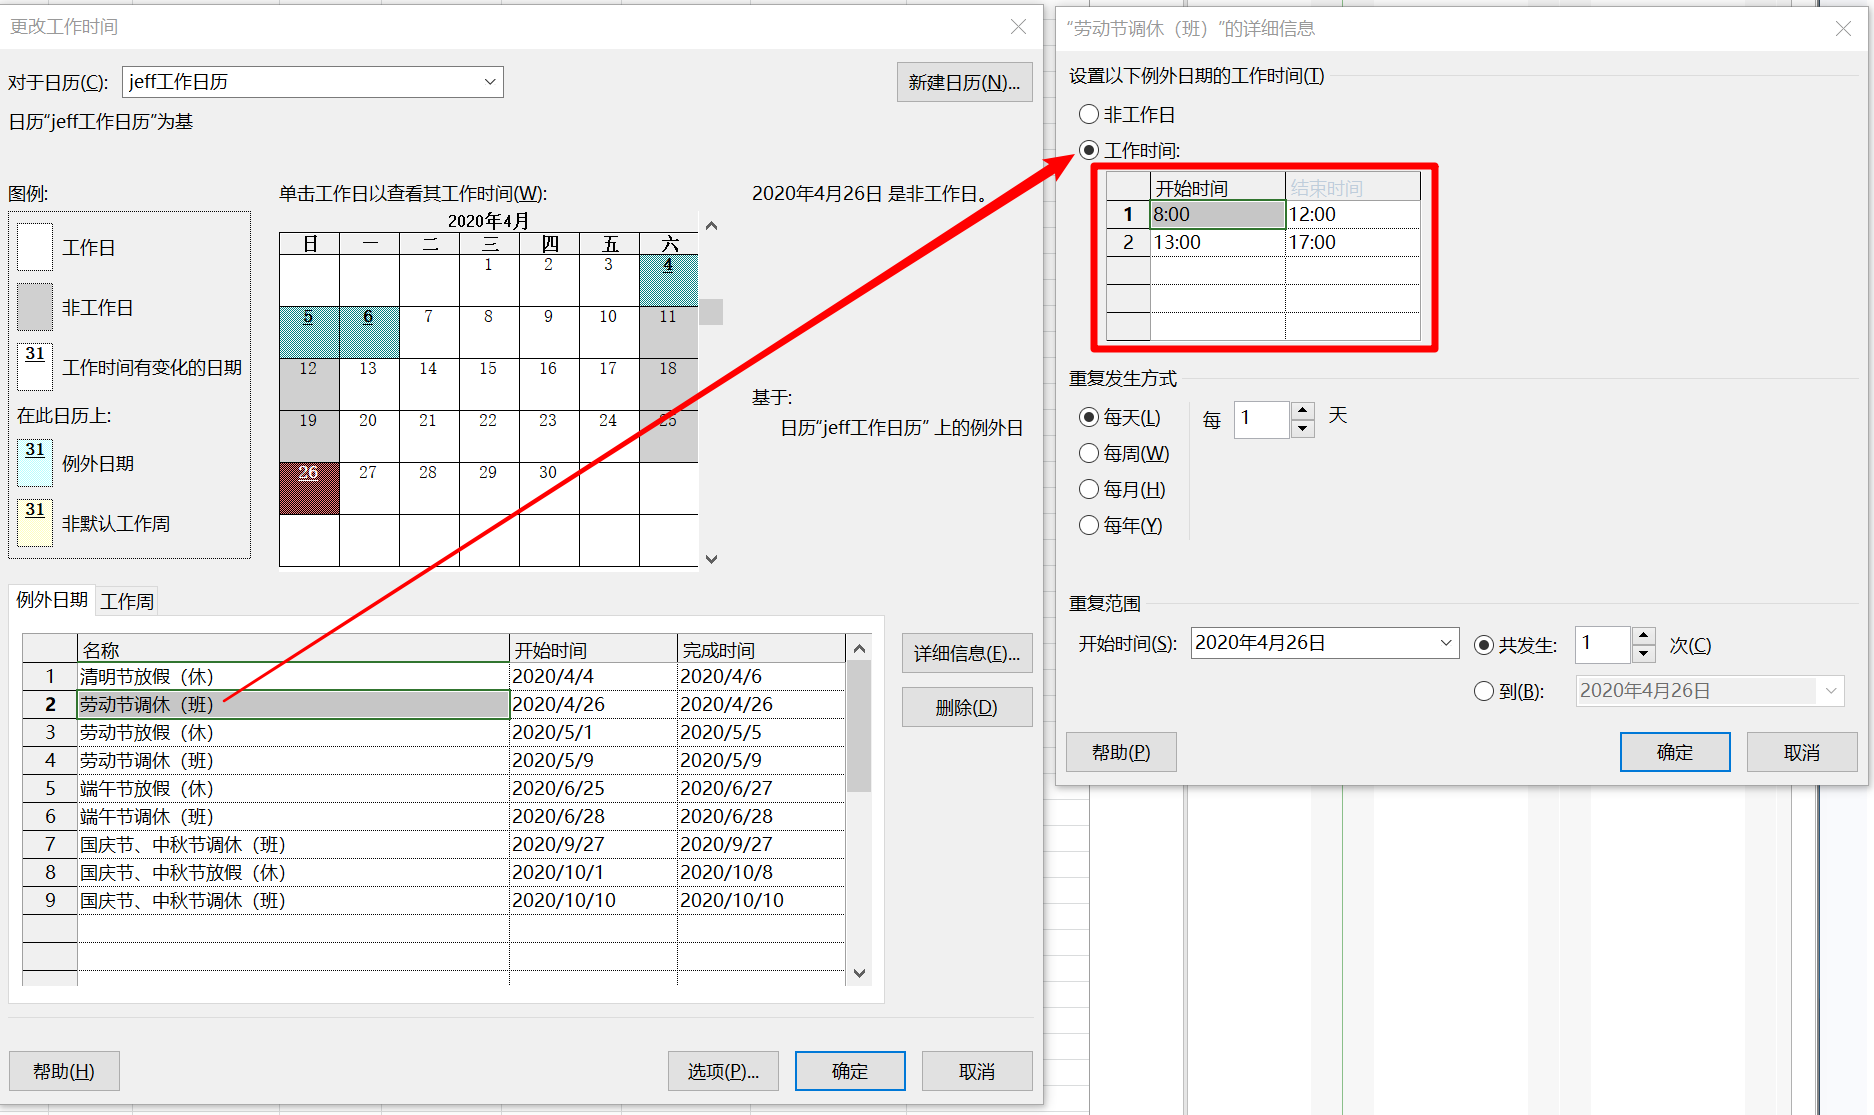 更改工作时间
对于日历(C): jeff工作日历 新建日历(N)...
日历“jeff工作日历”为基
图例:
工作日
非工作日
31 工作时间有变化的日期
在此日历上:
31 例外日期
31 非默认工作周
单击工作日以查看其工作时间(W):
2020年4月
日 一 二 三 四 五 六
1 2 3 4
5 6 7 8 9 10 11
12 13 14 15 16 17 18
19 20 21 22 23 24 25
26 27 28 29 30
2020年4月26日 是非工作日。
基于:
日历“jeff工作日历” 上的例外日
例外日期 工作周
名称 开始时间 完成时间
1 清明节放假（休） 2020/4/4 2020/4/6
2 劳动节调休（班） 2020/4/26 2020/4/26
3 劳动节放假（休） 2020/5/1 2020/5/5
4 劳动节调休（班） 2020/5/9 2020/5/9
5 端午节放假（休） 2020/6/25 2020/6/27
6 端午节调休（班） 2020/6/28 2020/6/28
7 国庆节、中秋节调休（班） 2020/9/27 2020/9/27
8 国庆节、中秋节放假（休） 2020/10/1 2020/10/8
9 国庆节、中秋节调休（班） 2020/10/10 2020/10/10
详细信息(E)...
删除(D)
帮助(H) 选项(P)... 确定 取消
“劳动节调休（班）”的详细信息
设置以下例外日期的工作时间(T)
非工作日
工作时间:
开始时间 结束时间
1 8:00 12:00
2 13:00 17:00
重复发生方式
每天(L) 每 1 天
每周(W)
每月(H)
每年(Y)
重复范围
开始时间(S): 2020年4月26日 共发生: 1 次(C)
到(B): 2020年4月26日
帮助(P) 确定 取消